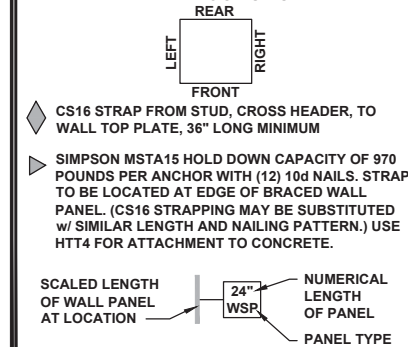 REAR
LEFT
RIGHT
FRONT
CS16 STRAP FROM STUD, CROSS HEADER, TO
WALL TOP PLATE, 36" LONG MINIMUM
SIMPSON MSTA15 HOLD DOWN CAPACITY OF 970
POUNDS PER ANCHOR WITH (12) 10d NAILS. STRAP
TO BE LOCATED AT EDGE OF BRACED WALL
PANEL. (CS16 STRAPPING MAY BE SUBSTITUTED
w/ SIMILAR LENGTH AND NAILING PATTERN.) USE
HTT4 FOR ATTACHMENT TO CONCRETE.
SCALED LENGTH
OF WALL PANEL
AT LOCATION
24"
WSP
NUMERICAL
LENGTH
OF PANEL
PANEL TYPE